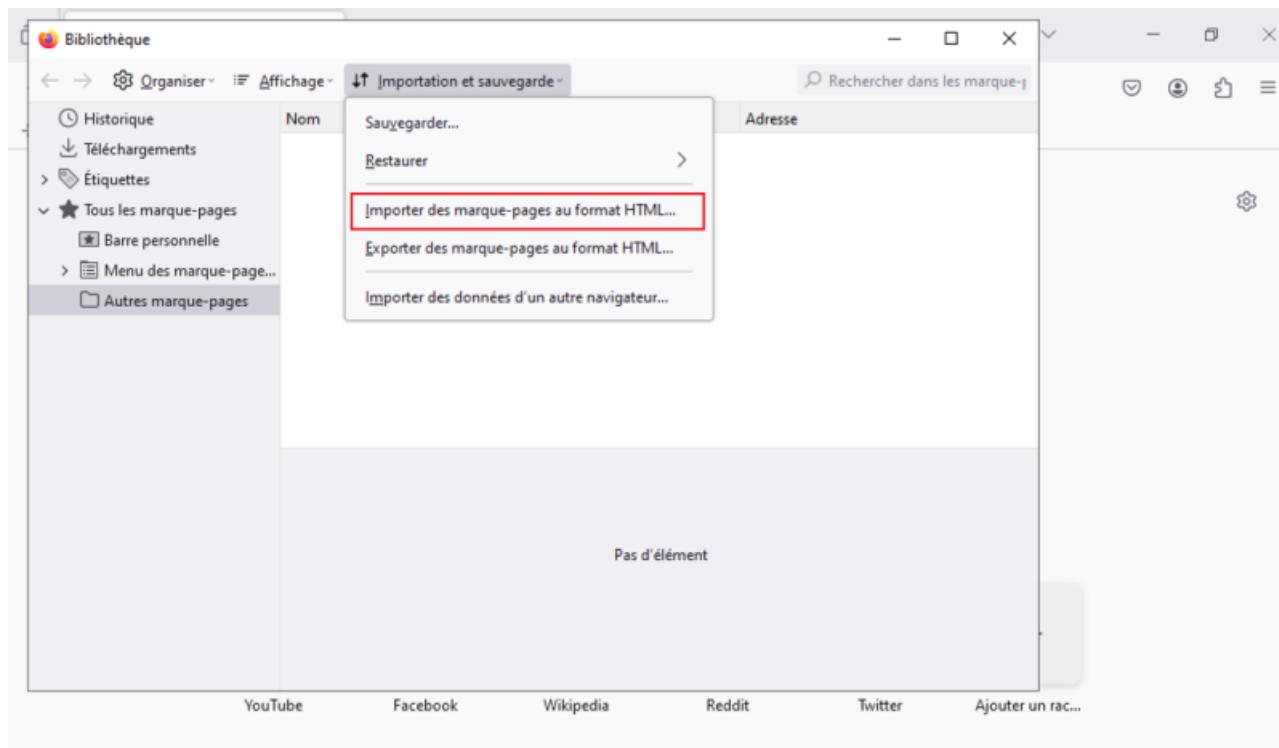 Bibliothèque
Organiser Affichage Importation et sauvegarde Rechercher dans les marque-p
Historique
Téléchargements
Étiquettes
Tous les marque-pages
Barre personnelle
Menu des marque-page...
Autres marque-pages
Nom Adresse
Sauvegarder...
Restaurer
Importer des marque-pages au format HTML...
Exporter des marque-pages au format HTML...
Importer des données d'un autre navigateur...
Pas d'élément
YouTube Facebook Wikipedia Reddit Twitter Ajouter un rac...